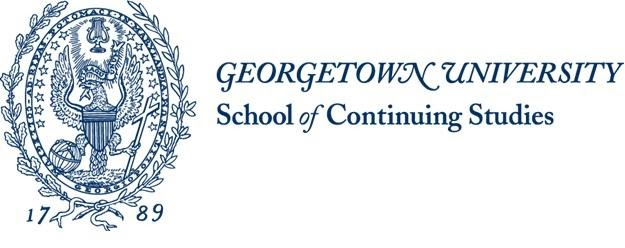 GEORGETOWN UNIVERSITY
School of Continuing Studies
17 89